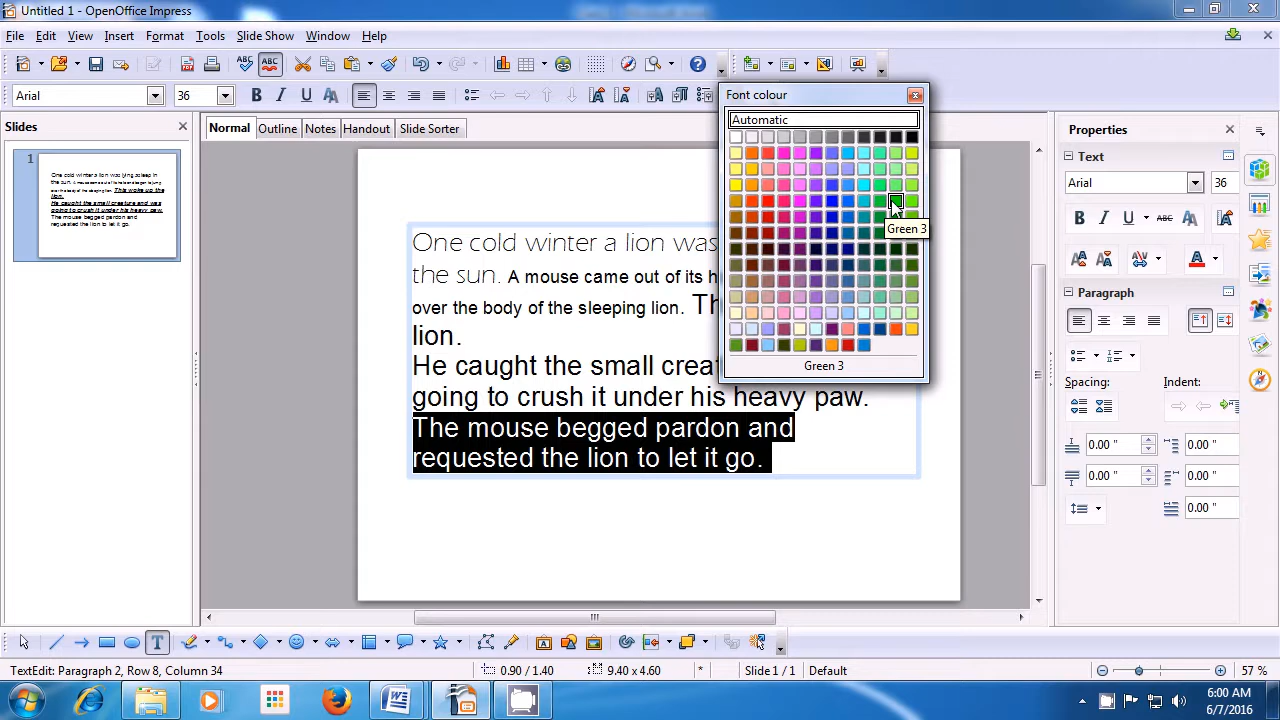 Untitled 1 - OpenOffice Impress
File Edit View Insert Format Tools Slide Show Window Help
Arial 36 B I U
Slides
Normal Outline Notes Handout Slide Sorter
1
Font colour
Automatic
Green 3
Green 3
One cold winter a lion was
the sun. A mouse came out of its h
over the body of the sleeping lion. Th
lion.
He caught the small creat
going to crush it under his heavy paw.
The mouse begged pardon and
requested the lion to let it go.
Properties
Text
Arial 36
B I U ABC
Paragraph
Spacing: Indent:
0.00 " 0.00 "
0.00 " 0.00 "
0.00 "
TextEdit: Paragraph 2, Row 8, Column 34 0.90 / 1.40 9.40 x 4.60 * Slide 1 / 1 Default 57 %
6:00 AM
6/7/2016